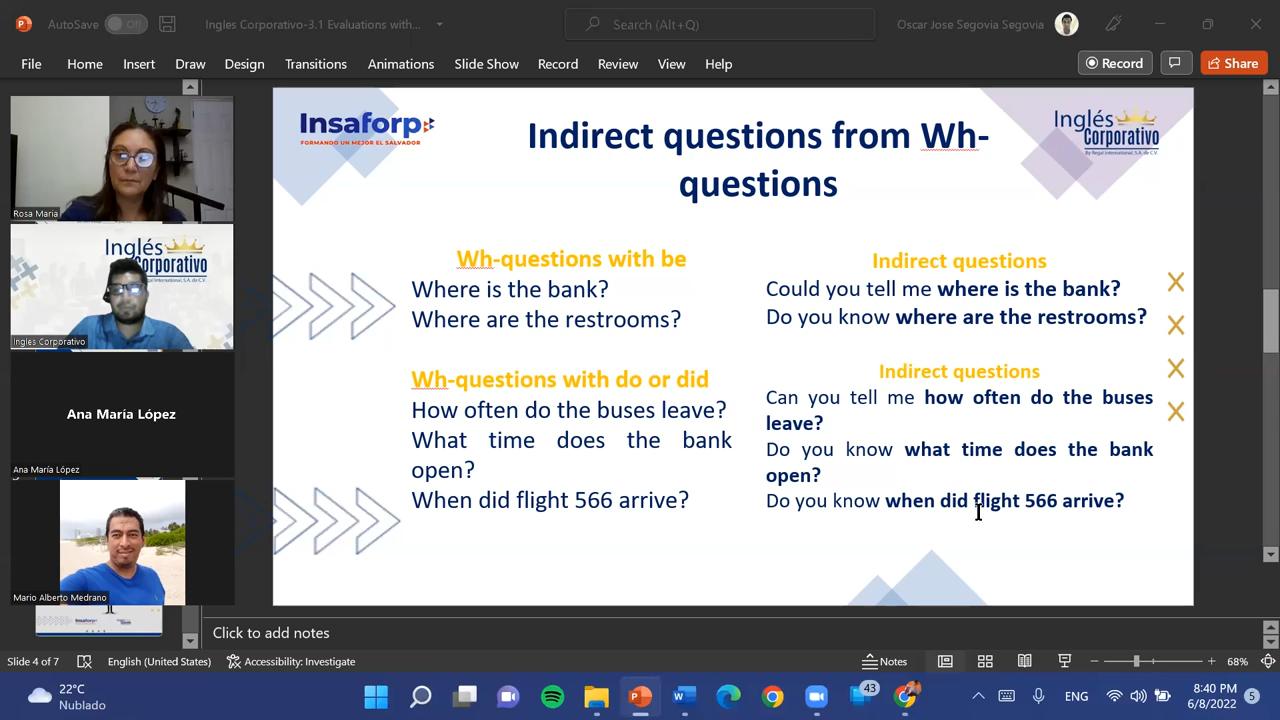 AutoSave Off Ingles Corporativo-3.1 Evaluations with... Search (Alt+Q) Oscar Jose Segovia Segovia
File Home Insert Draw Design Transitions Animations Slide Show Record Review View Help Record Share
Rosa Maria
Inglés
Corporativo
Ingles Corporativo
Ana María López
Ana María López
Mario Alberto Medrano
Insaforp
FORMANDO UN MEJOR EL SALVADOR
Inglés
Corporativo
By Regal International, S.A. de C.V.
Indirect questions from Wh-
questions
Wh-questions with be
Where is the bank?
Where are the restrooms?
Wh-questions with do or did
How often do the buses leave?
What time does the bank
open?
When did flight 566 arrive?
Indirect questions
Could you tell me where is the bank?
Do you know where are the restrooms?
Indirect questions
Can you tell me how often do the buses
leave?
Do you know what time does the bank
open?
Do you know when did flight 566 arrive?
Click to add notes
Slide 4 of 7 English (United States) Accessibility: Investigate Notes 68%
22°C
Nublado
43
ENG
8:40 PM
6/8/2022
5